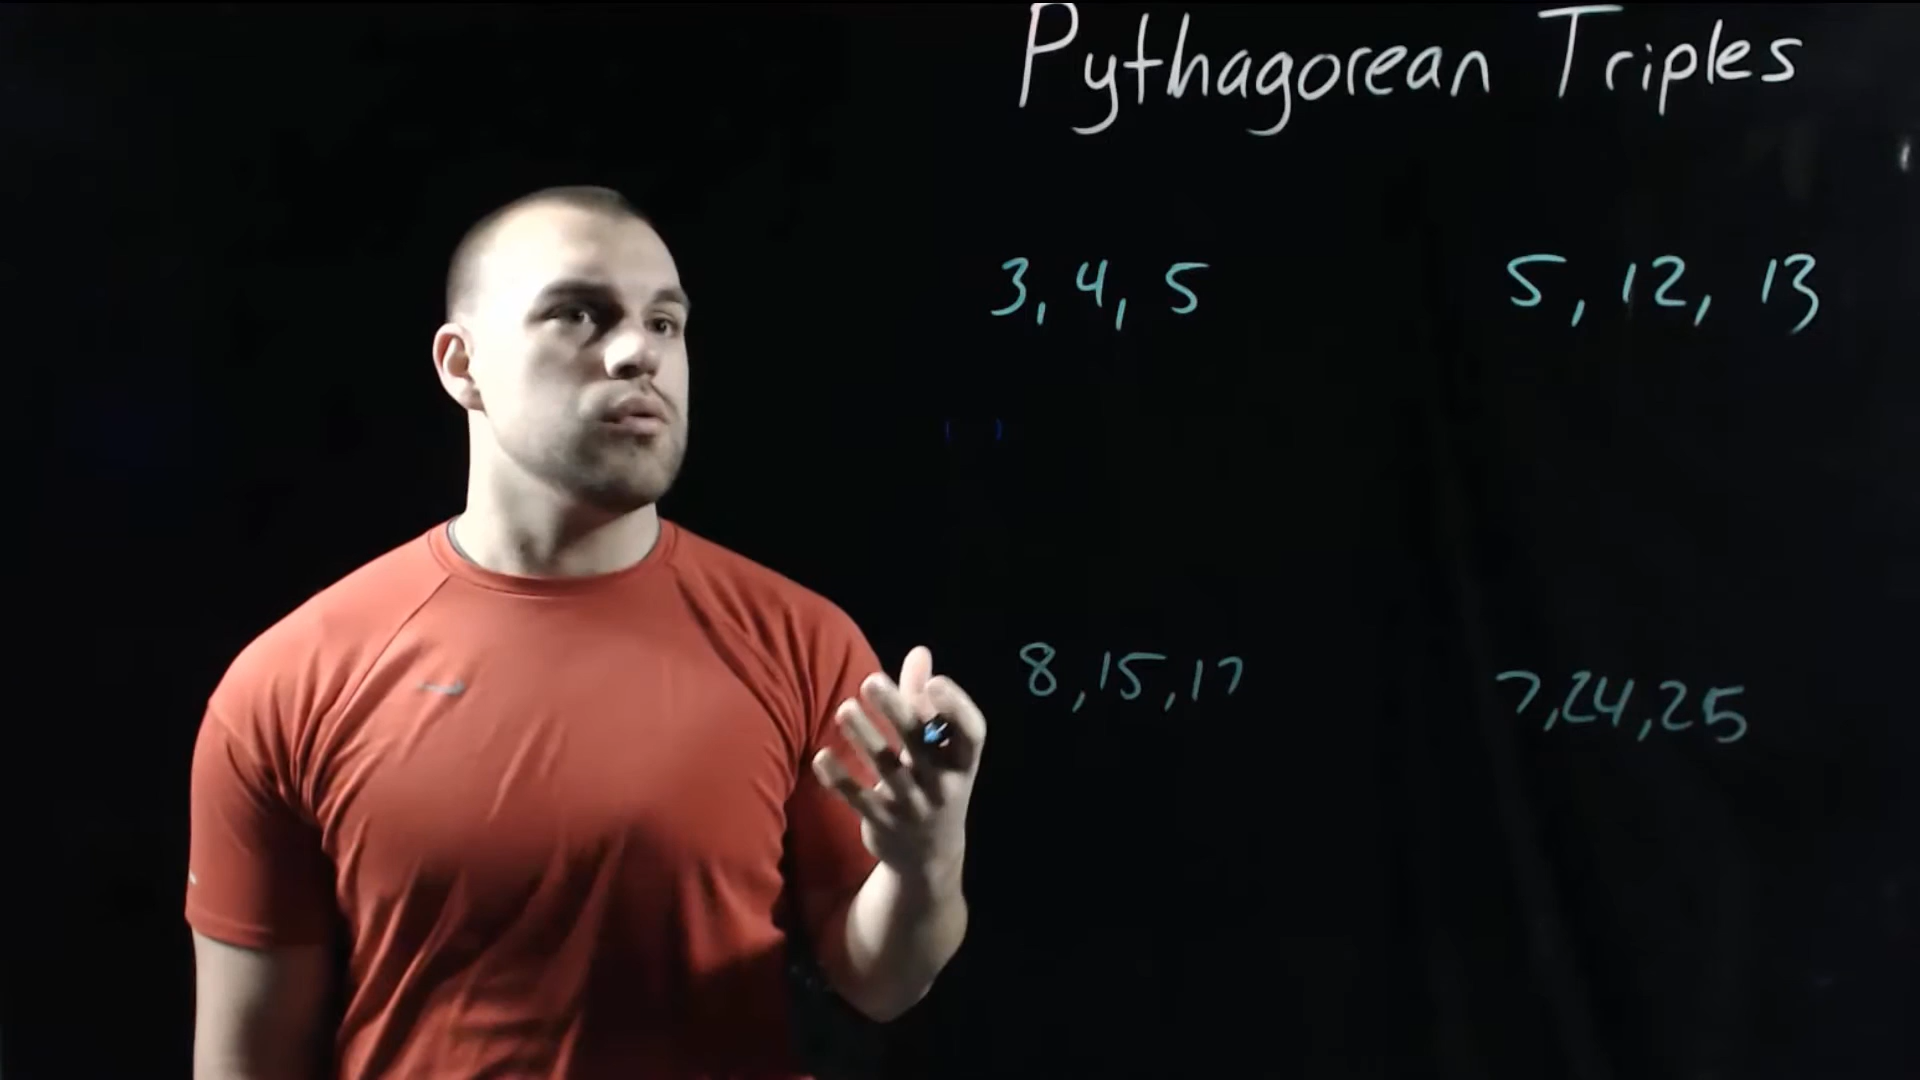 Pythagorean Triples
3, 4, 5
5, 12, 13
8, 15, 17
7, 24, 25